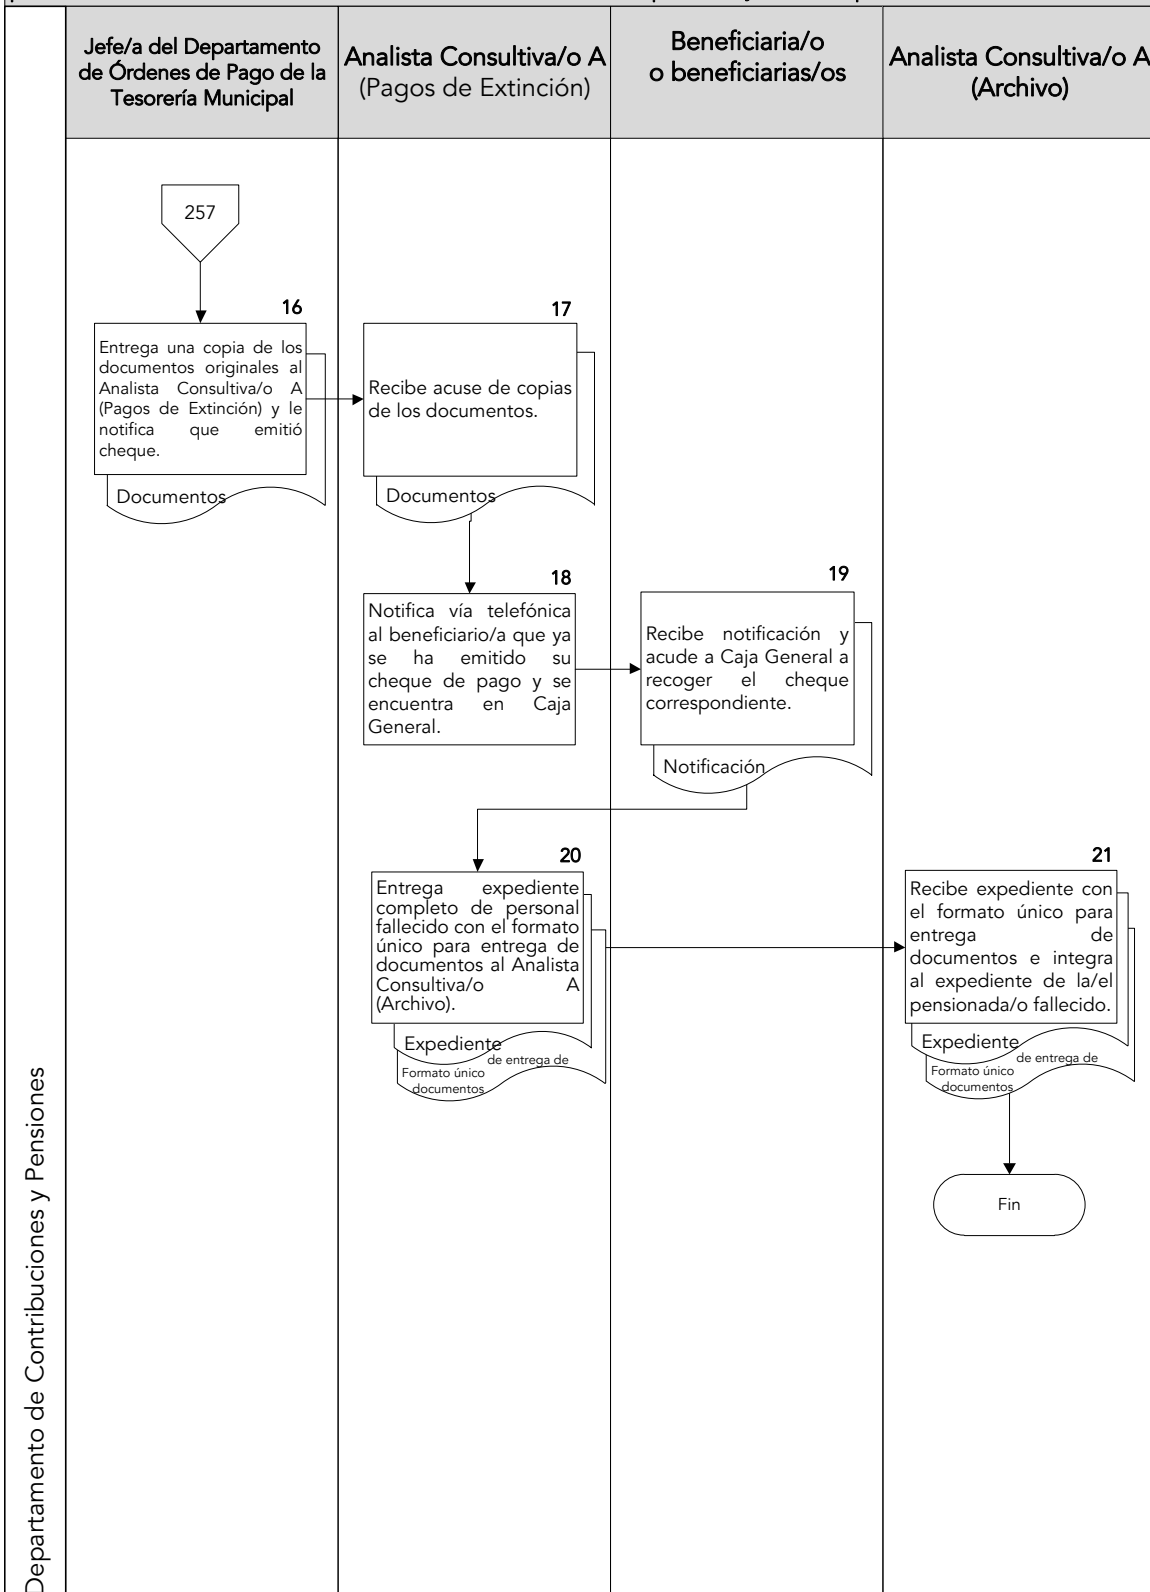 Jefe/a del Departamento
de Órdenes de Pago de la
Tesorería Municipal
Analista Consultiva/o A
(Pagos de Extinción)
Beneficiaria/o
o beneficiarias/os
Analista Consultiva/o A
(Archivo)
257
16
Entrega una copia de los
documentos originales al
Analista Consultiva/o A
(Pagos de Extinción) y le
notifica que emitió
cheque.
Documentos
17
Recibe acuse de copias
de los documentos.
Documentos
18
Notifica vía telefónica
al beneficiario/a que ya
se ha emitido su
cheque de pago y se
encuentra en Caja
General.
19
Recibe notificación y
acude a Caja General a
recoger el cheque
correspondiente.
Notificación
20
Entrega expediente
completo de personal
fallecido con el formato
único para entrega de
documentos al Analista
Consultiva/o A
(Archivo).
Expediente
Formato único de entrega de
documentos
21
Recibe expediente con
el formato único para
entrega de
documentos e integra
al expediente de la/el
pensionada/o fallecido.
Expediente
Formato único de entrega de
documentos
Fin
Departamento de Contribuciones y Pensiones